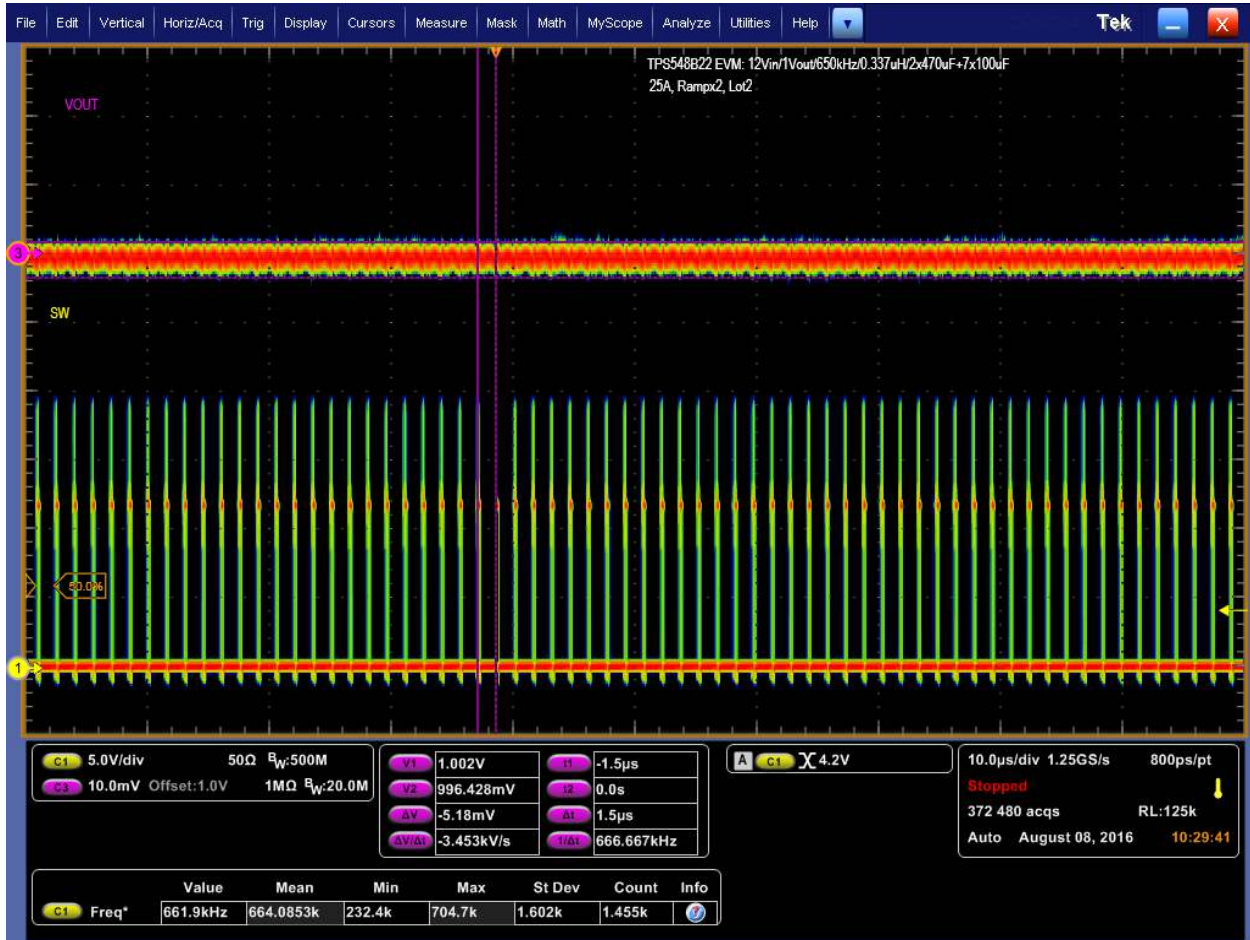 File Edit Vertical Horiz/Acq Trig Display Cursors Measure Mask Math MyScope Analyze Utilities Help Tek X
TPS548B22 EVM: 12Vin/1Vout/650kHz/0.337uH/2x470uF+7x100uF
25A, Rampx2, Lot2
VOUT
3
SW
50.0%
1
C1 5.0V/div 50Ω BW:500M
C3 10.0mV Offset:1.0V 1MΩ BW:20.0M
V1 1.002V t1 -1.5µs
V2 996.428mV t2 0.0s
ΔV -5.18mV Δt 1.5µs
ΔV/Δt -3.453kV/s 1/Δt 666.667kHz
A C1 4.2V
10.0µs/div 1.25GS/s 800ps/pt
Stopped
372 480 acqs RL:125k
Auto August 08, 2016 10:29:41
Value Mean Min Max St Dev Count Info
C1 Freq* 661.9kHz 664.0853k 232.4k 704.7k 1.602k 1.455k